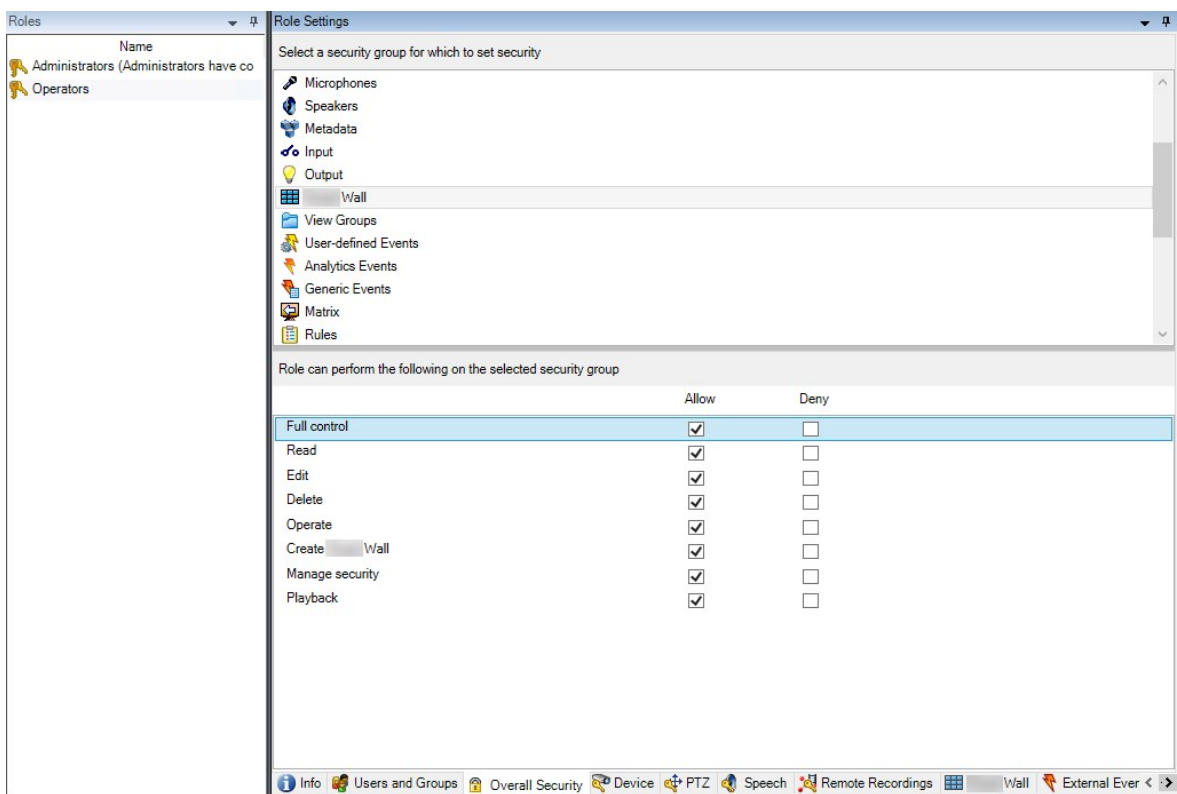 Roles
Name
Administrators (Administrators have co
Operators
Role Settings
Select a security group for which to set security
Microphones
Speakers
Metadata
Input
Output
Wall
View Groups
User-defined Events
Analytics Events
Generic Events
Matrix
Rules
Role can perform the following on the selected security group
Allow Deny
Full control
Read
Edit
Delete
Operate
Create Wall
Manage security
Playback
Info Users and Groups Overall Security Device PTZ Speech Remote Recordings Wall External Ever